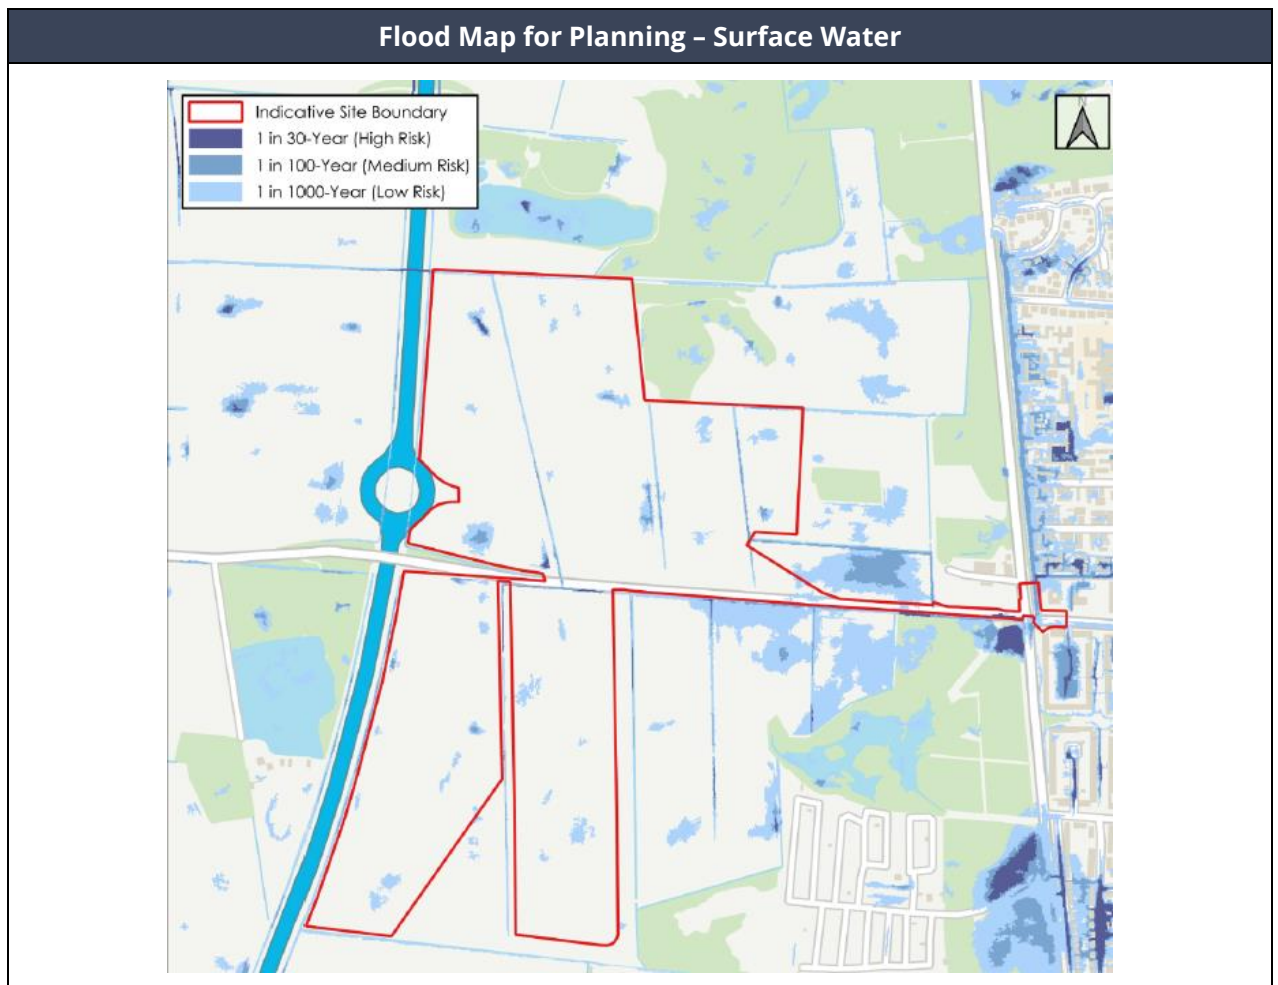 Flood Map for Planning – Surface Water
Indicative Site Boundary
1 in 30-Year (High Risk)
1 in 100-Year (Medium Risk)
1 in 1000-Year (Low Risk)
N